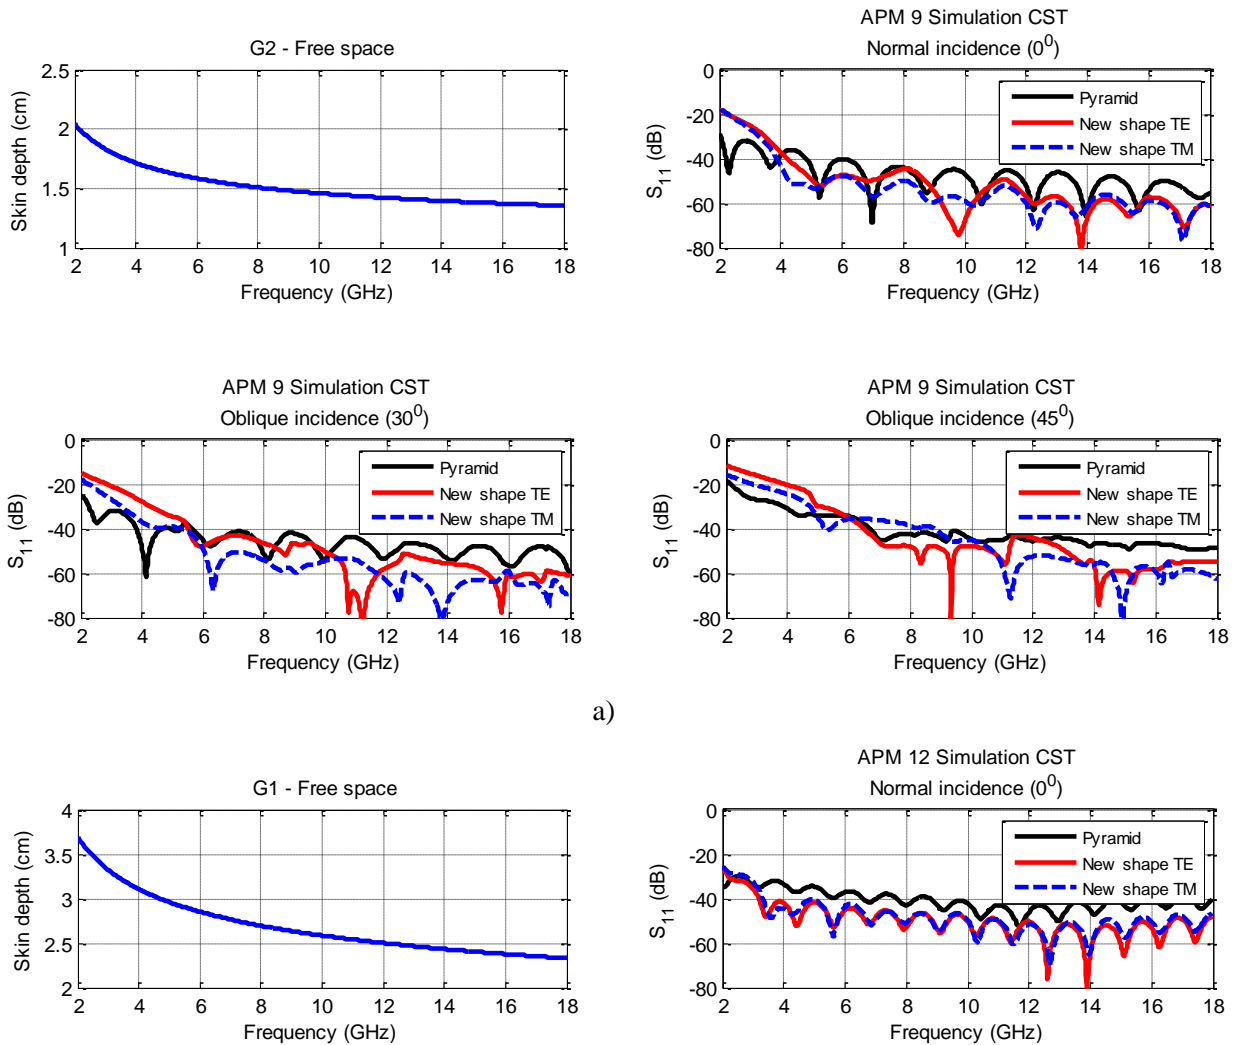 G2 - Free space
Skin depth (cm)
2.5
2
1.5
1
2 4 6 8 10 12 14 16 18
Frequency (GHz)
APM 9 Simulation CST
Normal incidence (0⁰)
S₁₁ (dB)
0
-20
-40
-60
-80
Pyramid
New shape TE
New shape TM
2 4 6 8 10 12 14 16 18
Frequency (GHz)
APM 9 Simulation CST
Oblique incidence (30⁰)
S₁₁ (dB)
0
-20
-40
-60
-80
Pyramid
New shape TE
New shape TM
2 4 6 8 10 12 14 16 18
Frequency (GHz)
APM 9 Simulation CST
Oblique incidence (45⁰)
S₁₁ (dB)
0
-20
-40
-60
-80
Pyramid
New shape TE
New shape TM
2 4 6 8 10 12 14 16 18
Frequency (GHz)
a)
G1 - Free space
Skin depth (cm)
4
3.5
3
2.5
2
2 4 6 8 10 12 14 16 18
Frequency (GHz)
APM 12 Simulation CST
Normal incidence (0⁰)
S₁₁ (dB)
0
-20
-40
-60
-80
Pyramid
New shape TE
New shape TM
2 4 6 8 10 12 14 16 18
Frequency (GHz)